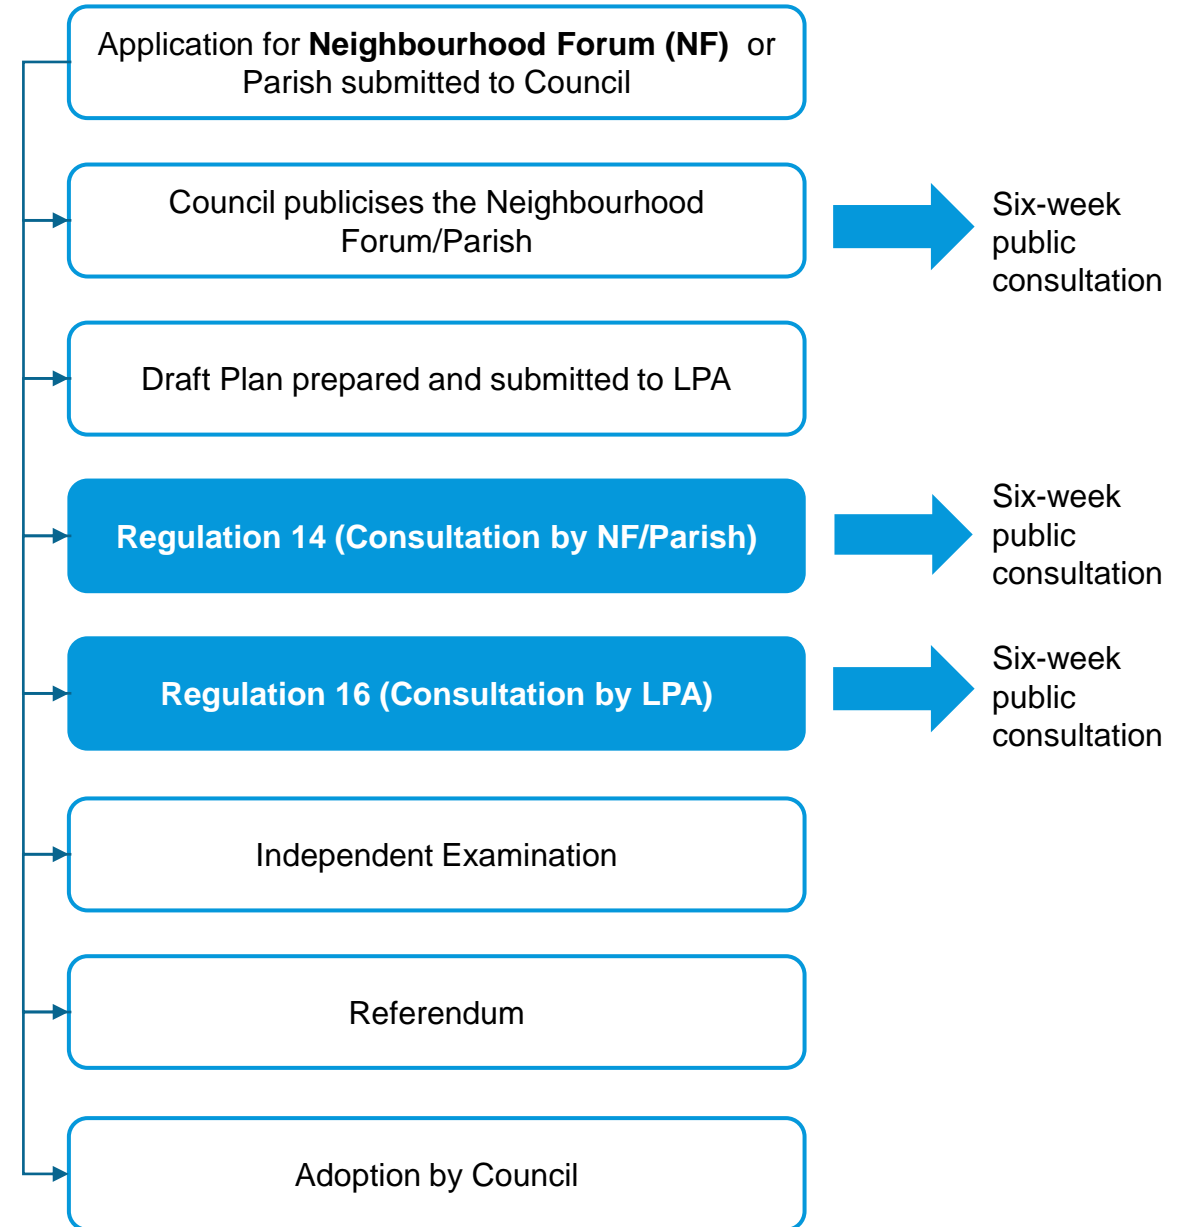 Application for Neighbourhood Forum (NF) or
Parish submitted to Council
Council publicises the Neighbourhood
Forum/Parish
Six-week
public
consultation
Draft Plan prepared and submitted to LPA
Regulation 14 (Consultation by NF/Parish)
Six-week
public
consultation
Regulation 16 (Consultation by LPA)
Six-week
public
consultation
Independent Examination
Referendum
Adoption by Council